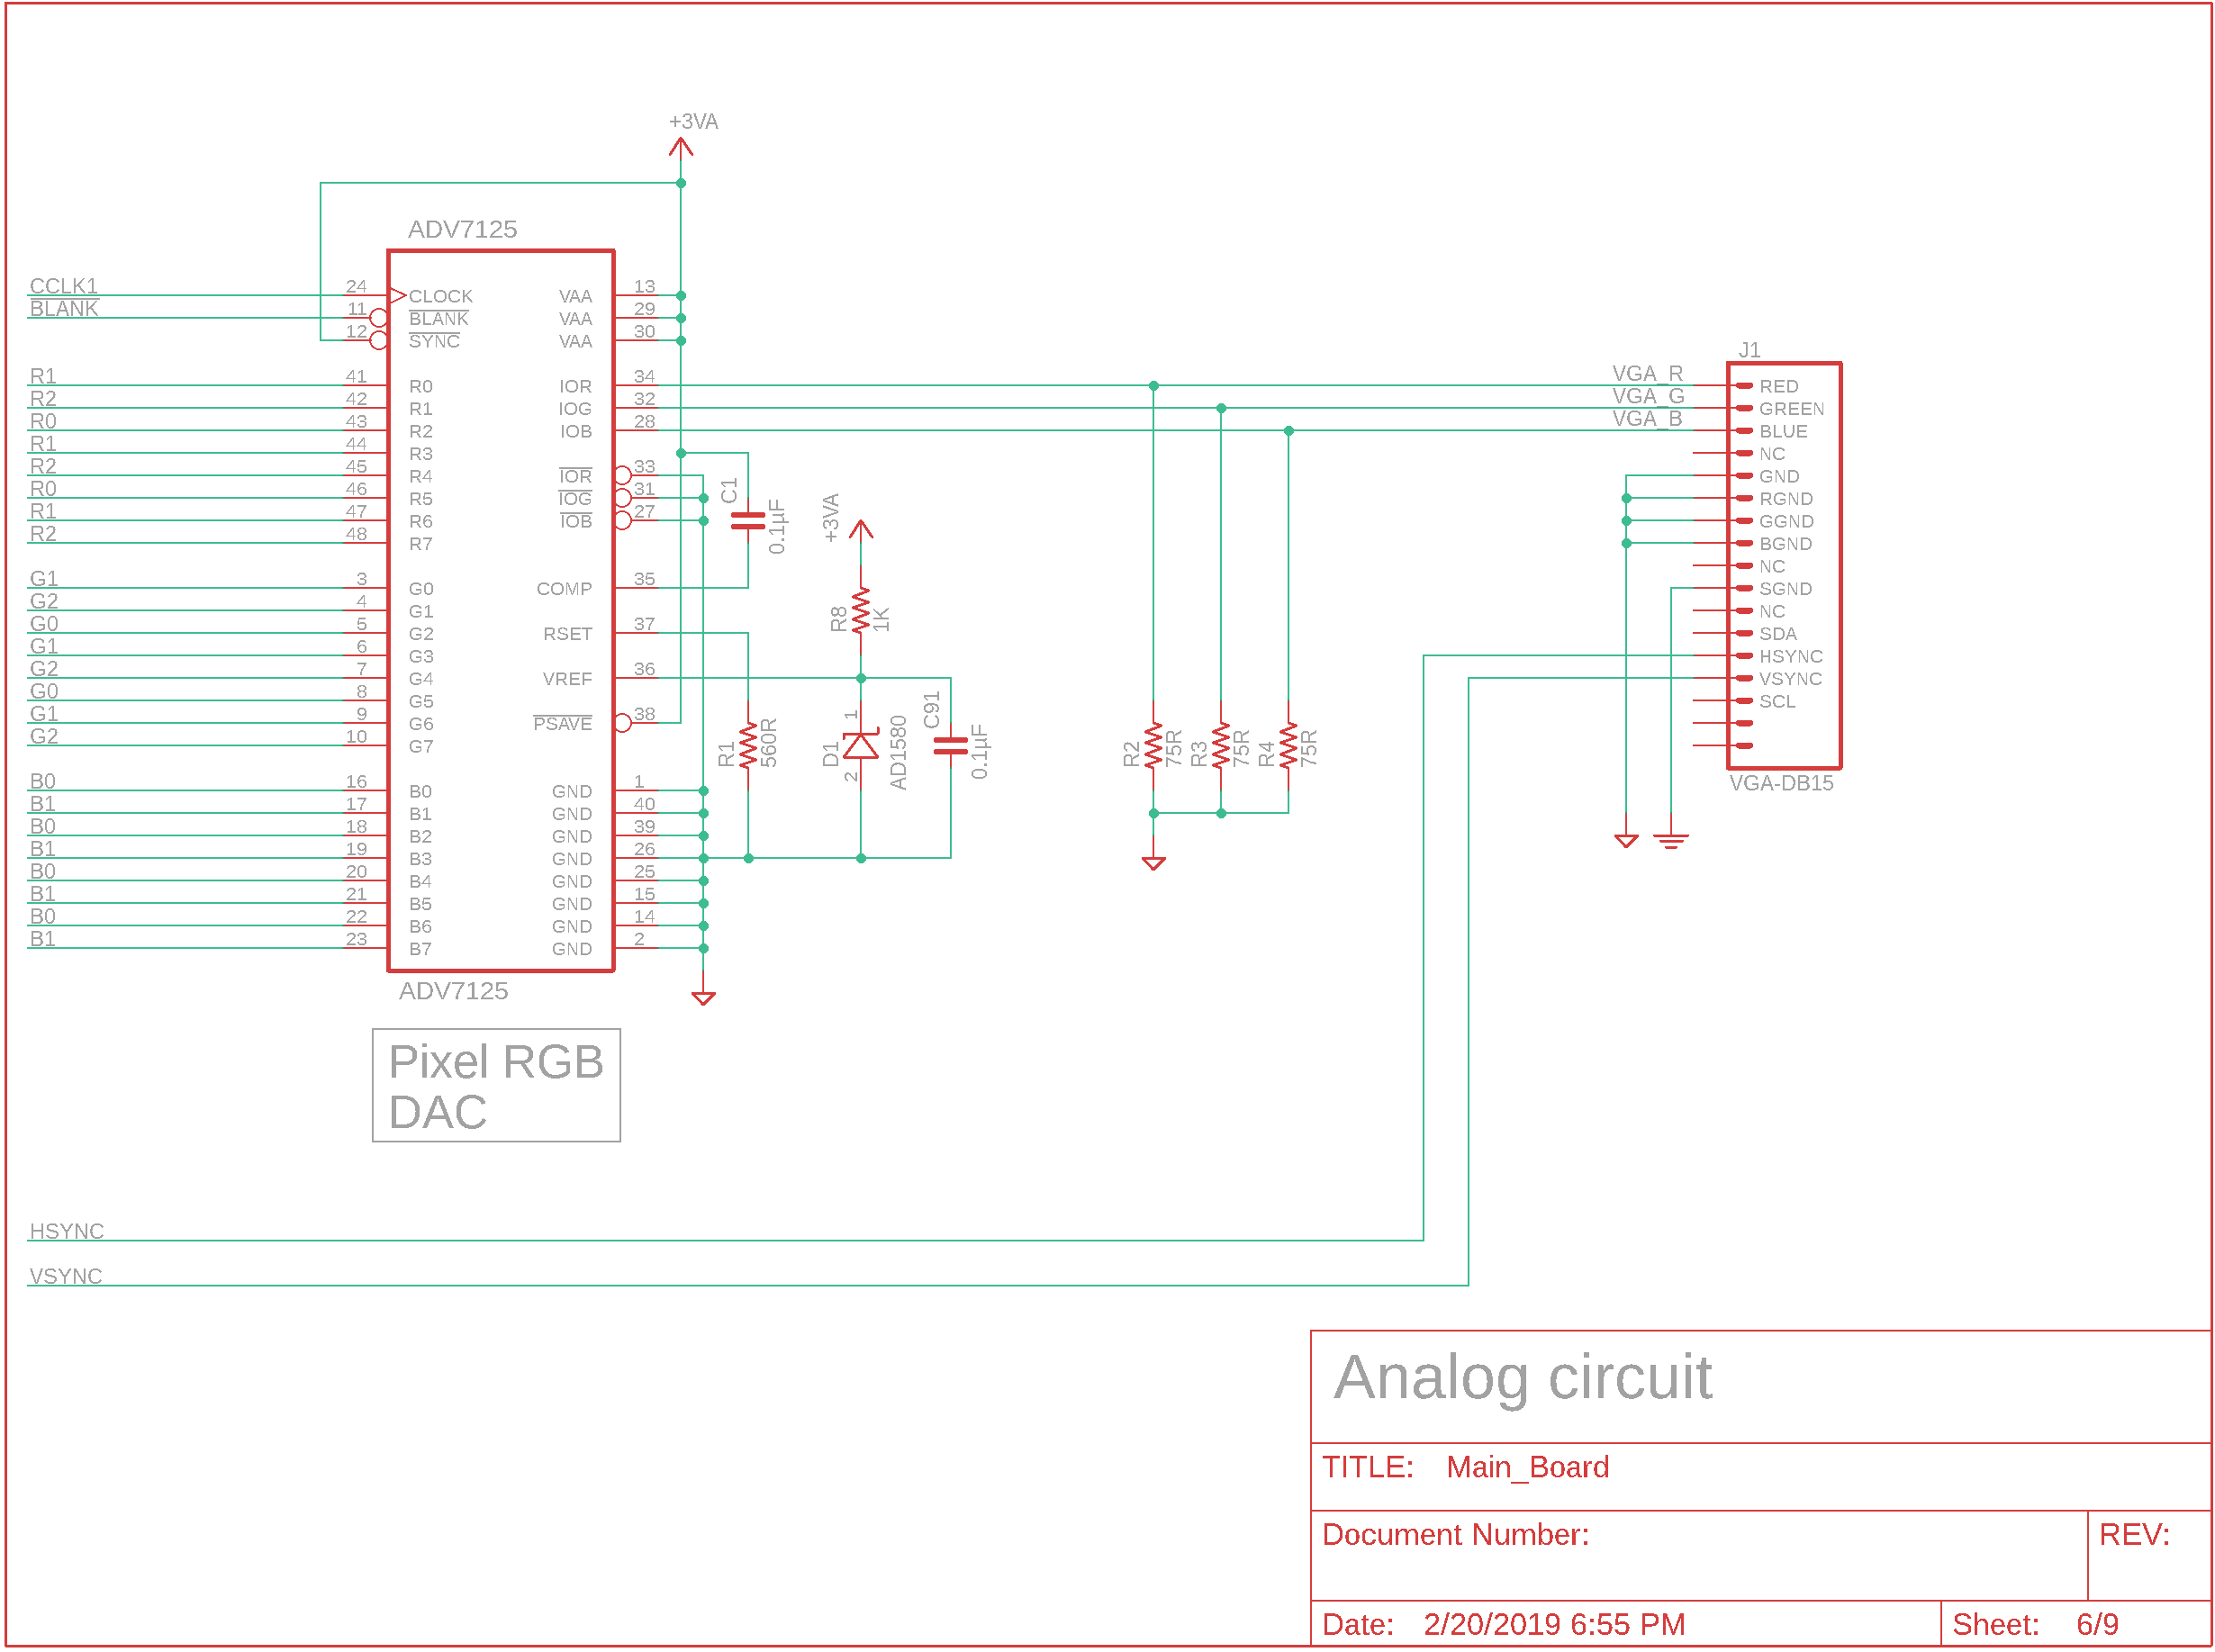 +3VA
ADV7125
CCLK1 24 CLOCK VAA 13
BLANK 11 BLANK VAA 29
12 SYNC VAA 30
J1
R1 41 R0 IOR 34 VGA_R RED
R2 42 R1 IOG 32 VGA_G GREEN
R0 43 R2 IOB 28 VGA_B BLUE
R1 44 R3 NC
R2 45 R4 IOR 33 GND
R0 46 R5 IOG 31 RGND
R1 47 R6 IOB 27 GGND
R2 48 R7 BGND
C1 0.1µF
+3VA
NC
G1 3 G0 COMP 35 SGND
G2 4 G1 NC
G0 5 G2 RSET 37 SDA
R8 1K
G1 6 G3 HSYNC
G2 7 G4 VREF 36 VSYNC
G0 8 G5 SCL
G1 9 G6 PSAVE 38
G2 10 G7
R1 560R
D1 1 2 AD1580
C91 0.1µF
R2 75R
R3 75R
R4 75R
VGA-DB15
B0 16 B0 GND 1
B1 17 B1 GND 40
B0 18 B2 GND 39
B1 19 B3 GND 26
B0 20 B4 GND 25
B1 21 B5 GND 15
B0 22 B6 GND 14
B1 23 B7 GND 2
ADV7125
Pixel RGB
DAC
HSYNC
VSYNC
Analog circuit
TITLE: Main_Board
Document Number:
REV:
Date: 2/20/2019 6:55 PM
Sheet: 6/9